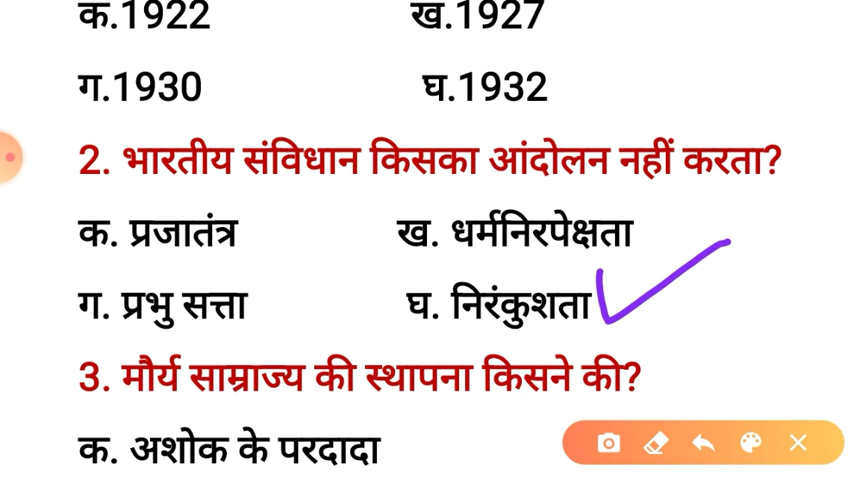 क.1922 ख.1927
ग.1930 घ.1932
2. भारतीय संविधान किसका आंदोलन नहीं करता?
क. प्रजातंत्र ख. धर्मनिरपेक्षता
ग. प्रभु सत्ता घ. निरंकुशता
3. मौर्य साम्राज्य की स्थापना किसने की?
क. अशोक के परदादा